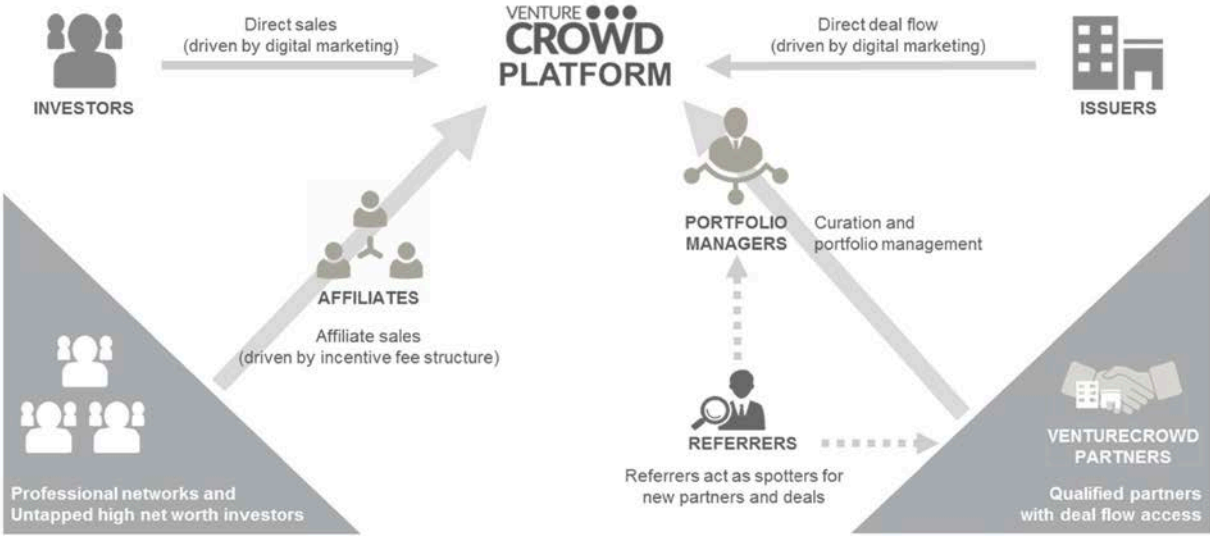 Direct sales
(driven by digital marketing)
VENTURE
CROWD
PLATFORM
Direct deal flow
(driven by digital marketing)
INVESTORS
ISSUERS
PORTFOLIO
MANAGERS
Curation and
portfolio management
AFFILIATES
Affiliate sales
(driven by incentive fee structure)
REFERRERS
Referrers act as spotters for
new partners and deals
VENTURECROWD
PARTNERS
Professional networks and
Untapped high net worth investors
Qualified partners
with deal flow access